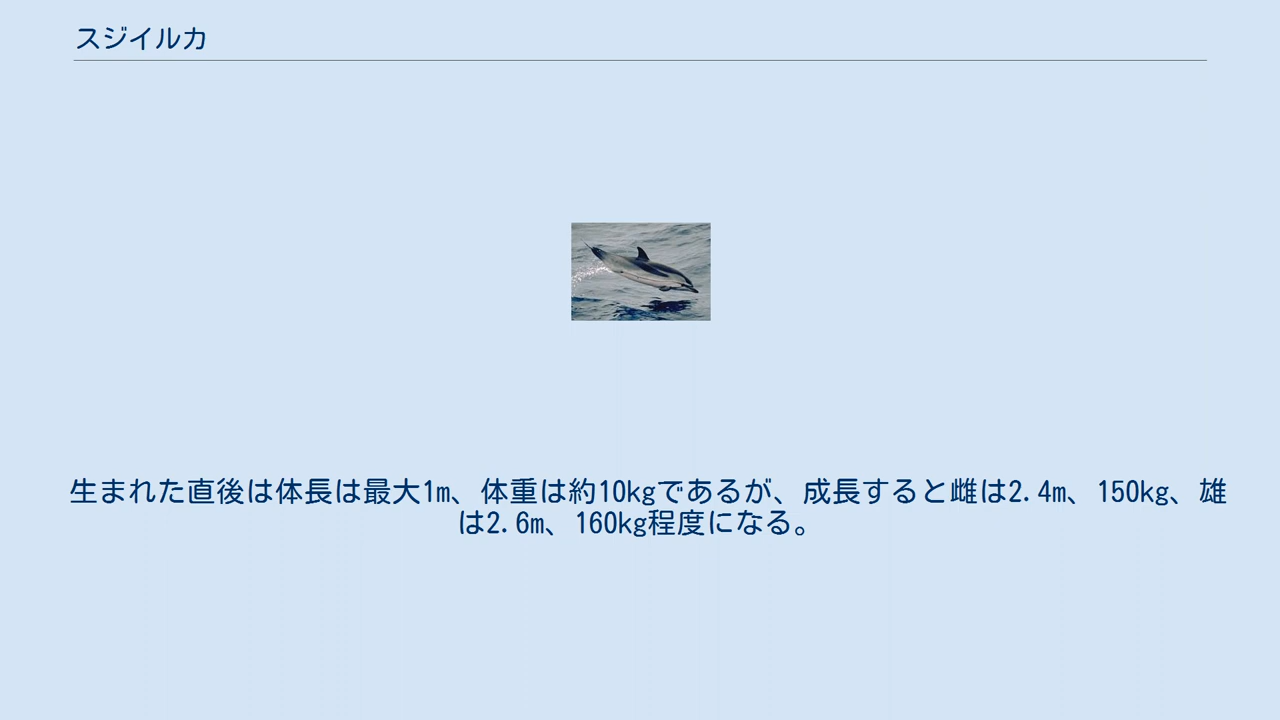 スジイルカ
生まれた直後は体長は最大1m、体重は約10kgであるが、成長すると雌は2.4m、150kg、雄
は2.6m、160kg程度になる。